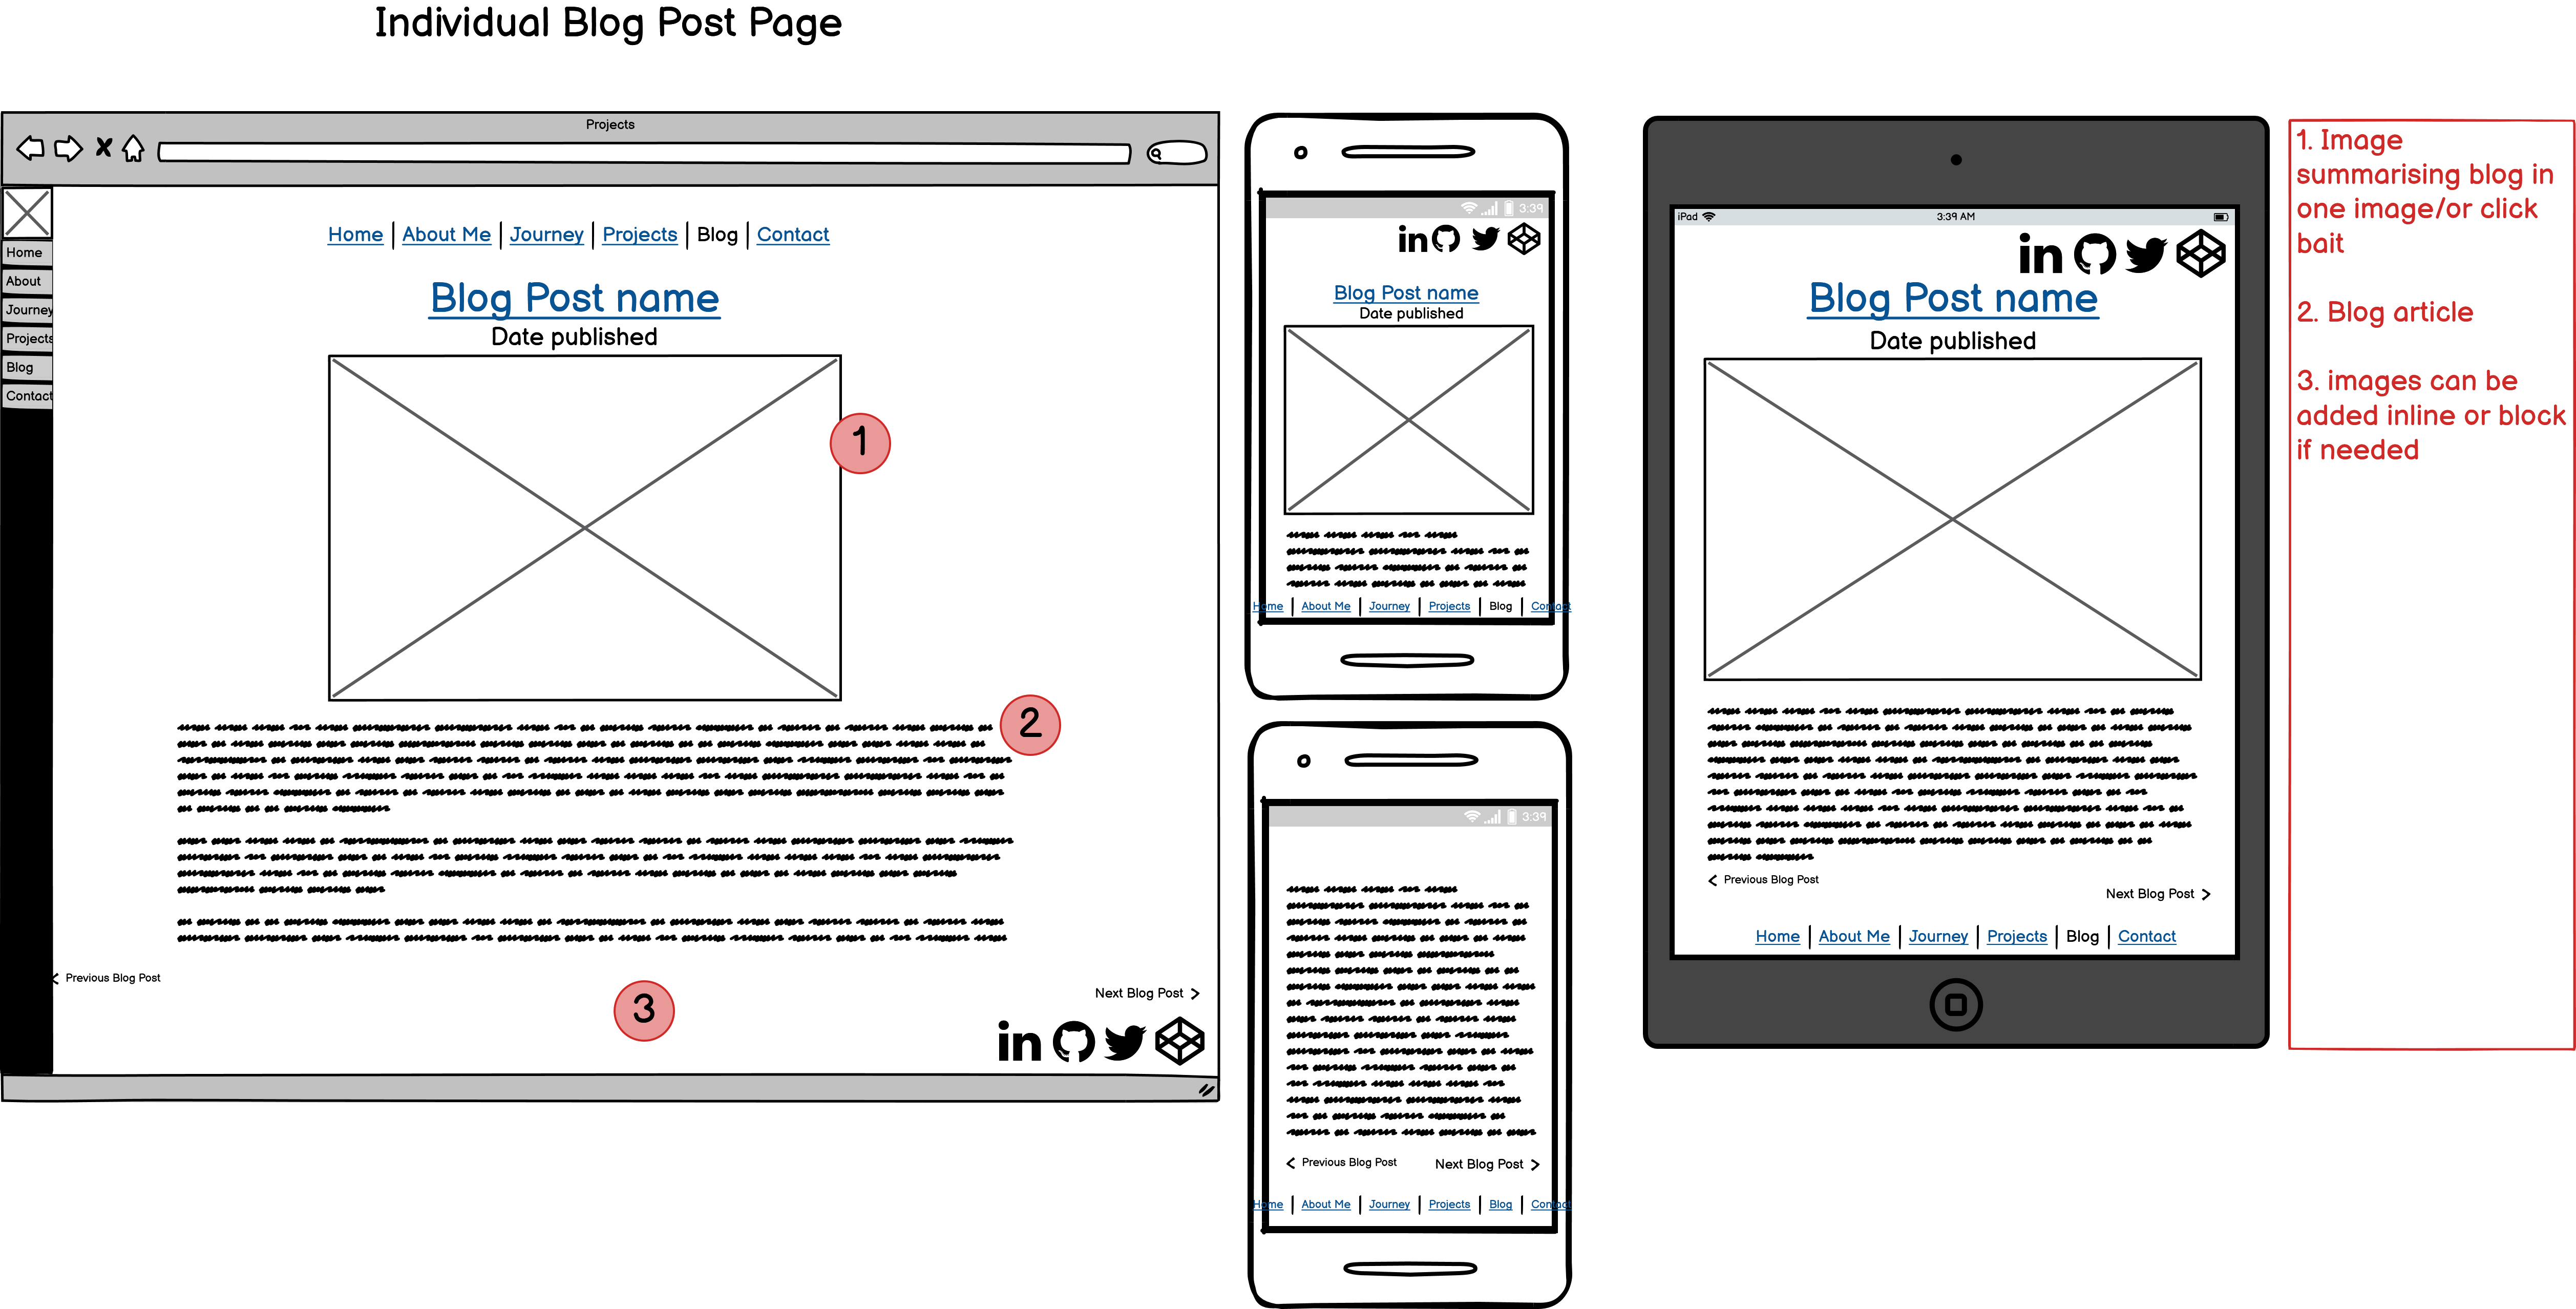 Individual Blog Post Page
Projects
Home
About
Journey
Projects
Blog
Contact
Home | About Me | Journey | Projects | Blog | Contact
Blog Post name
Date published
1
2
3
Previous Blog Post
Next Blog Post
in
3:39
in
Blog Post name
Date published
Home | About Me | Journey | Projects | Blog | Contact
3:39
Previous Blog Post
Next Blog Post
Home | About Me | Journey | Projects | Blog | Contact
iPad
3:39 AM
in
Blog Post name
Date published
Previous Blog Post
Next Blog Post
Home | About Me | Journey | Projects | Blog | Contact
1. Image
summarising blog in
one image/or click
bait
2. Blog article
3. images can be
added inline or block
if needed